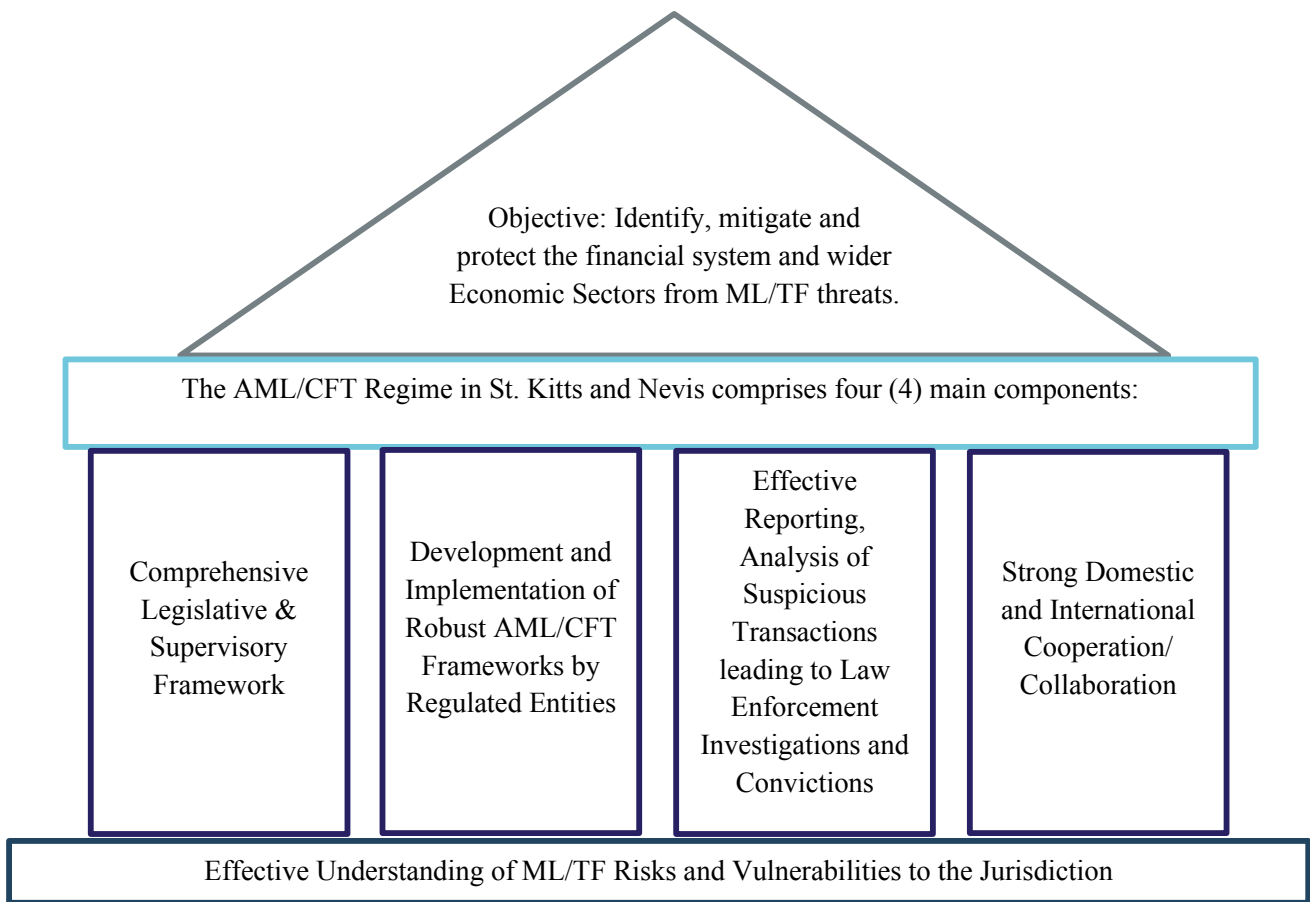 Objective: Identify, mitigate and
protect the financial system and wider
Economic Sectors from ML/TF threats.
The AML/CFT Regime in St. Kitts and Nevis comprises four (4) main components:
Comprehensive
Legislative &
Supervisory
Framework
Development and
Implementation of
Robust AML/CFT
Frameworks by
Regulated Entities
Effective
Reporting,
Analysis of
Suspicious
Transactions
leading to Law
Enforcement
Investigations and
Convictions
Strong Domestic
and International
Cooperation/
Collaboration
Effective Understanding of ML/TF Risks and Vulnerabilities to the Jurisdiction